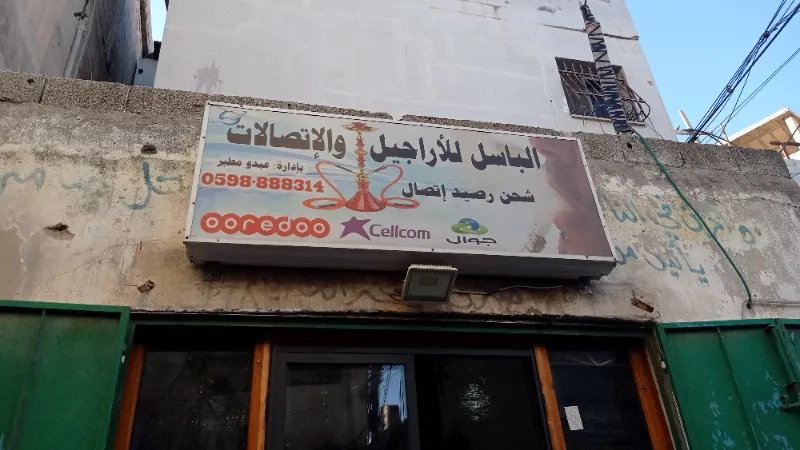 الباسل للأراجيل والإتصالات
بإدارة عبدو مطير
شحن رصيد إتصال
0598-888314
ooredoo
Cellcom
جوال